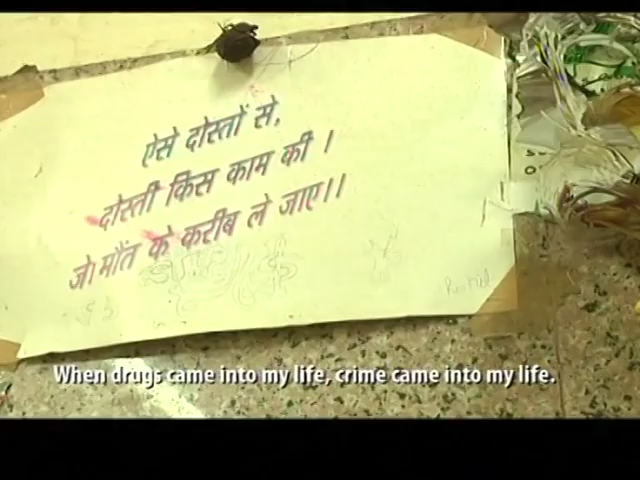 ऐसे दोस्तों से,
दोस्ती किस काम की ।
जो मौत के करीब ले जाए।।
When drugs came into my life, crime came into my life.